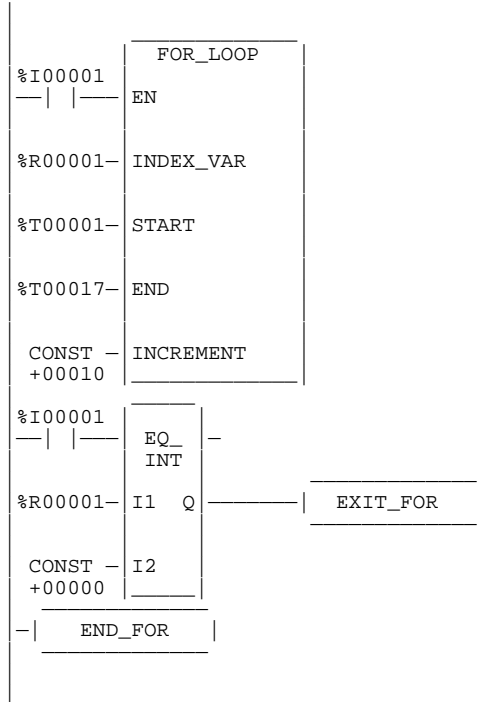 FOR_LOOP
%I00001
EN
%R00001 INDEX_VAR
%T00001 START
%T00017 END
CONST INCREMENT
+00010
%I00001
EQ_
INT
%R00001 I1 Q EXIT_FOR
CONST I2
+00000
END_FOR